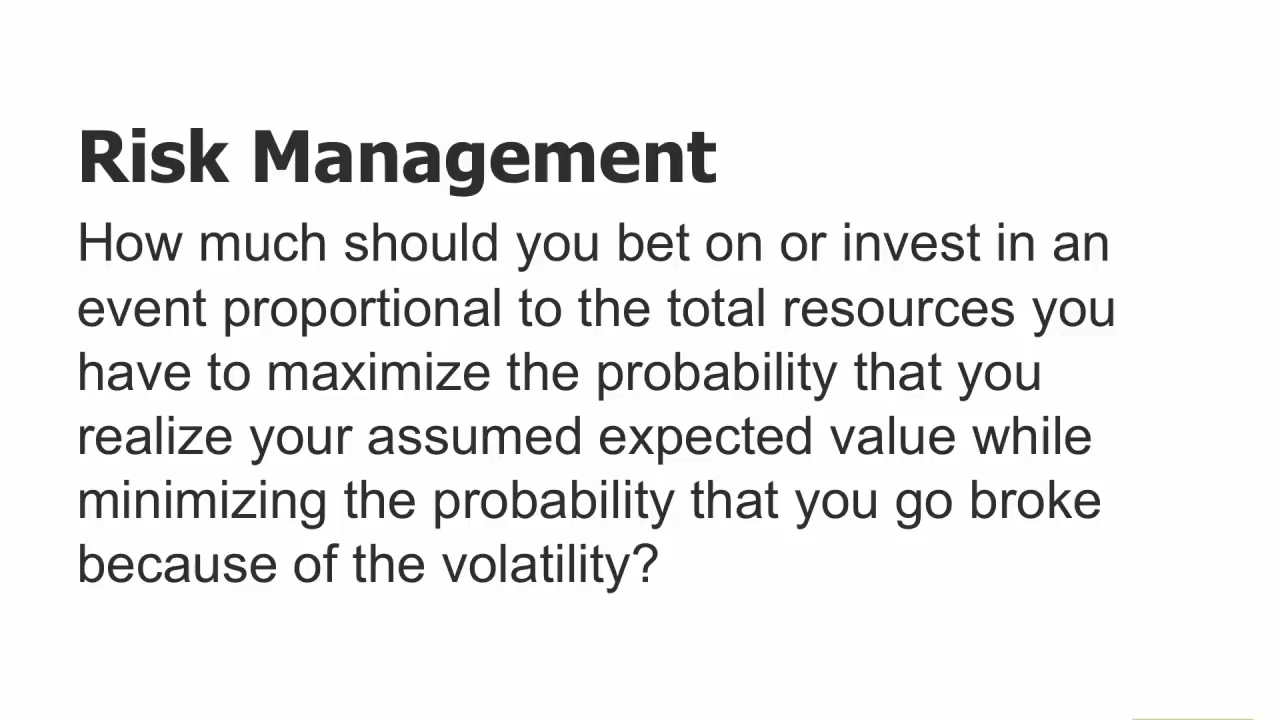 Risk Management
How much should you bet on or invest in an
event proportional to the total resources you
have to maximize the probability that you
realize your assumed expected value while
minimizing the probability that you go broke
because of the volatility?